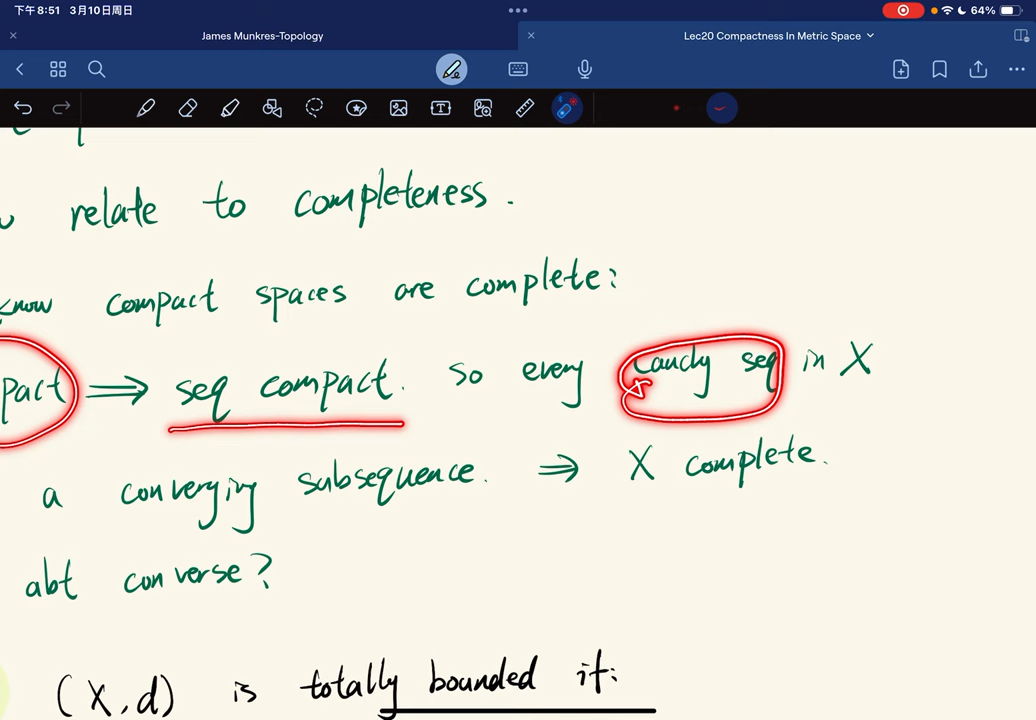 下午8:51 3月10日周日
64%
James Munkres-Topology
Lec20 Compactness In Metric Space
relate to completeness.
know compact spaces are complete:
pact ⟹ seq compact. so every Cauchy seq in X
a converging subsequence. ⟹ X complete.
abt converse?
(X,d) is totally bounded if: